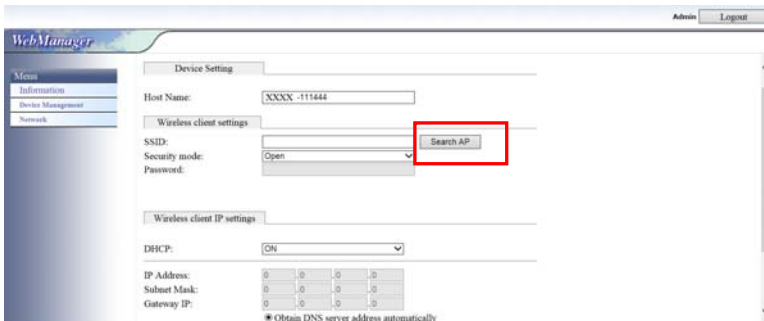 Admin Logout
WebManager
Menu
Information
Device Management
Network
Device Setting
Host Name: XXXX -111444
Wireless client settings
SSID: Search AP
Security mode: Open
Password:
Wireless client IP settings
DHCP: ON
IP Address: 0 .0 .0 .0
Subnet Mask: 0 .0 .0 .0
Gateway IP: 0 .0 .0 .0
Obtain DNS server address automatically